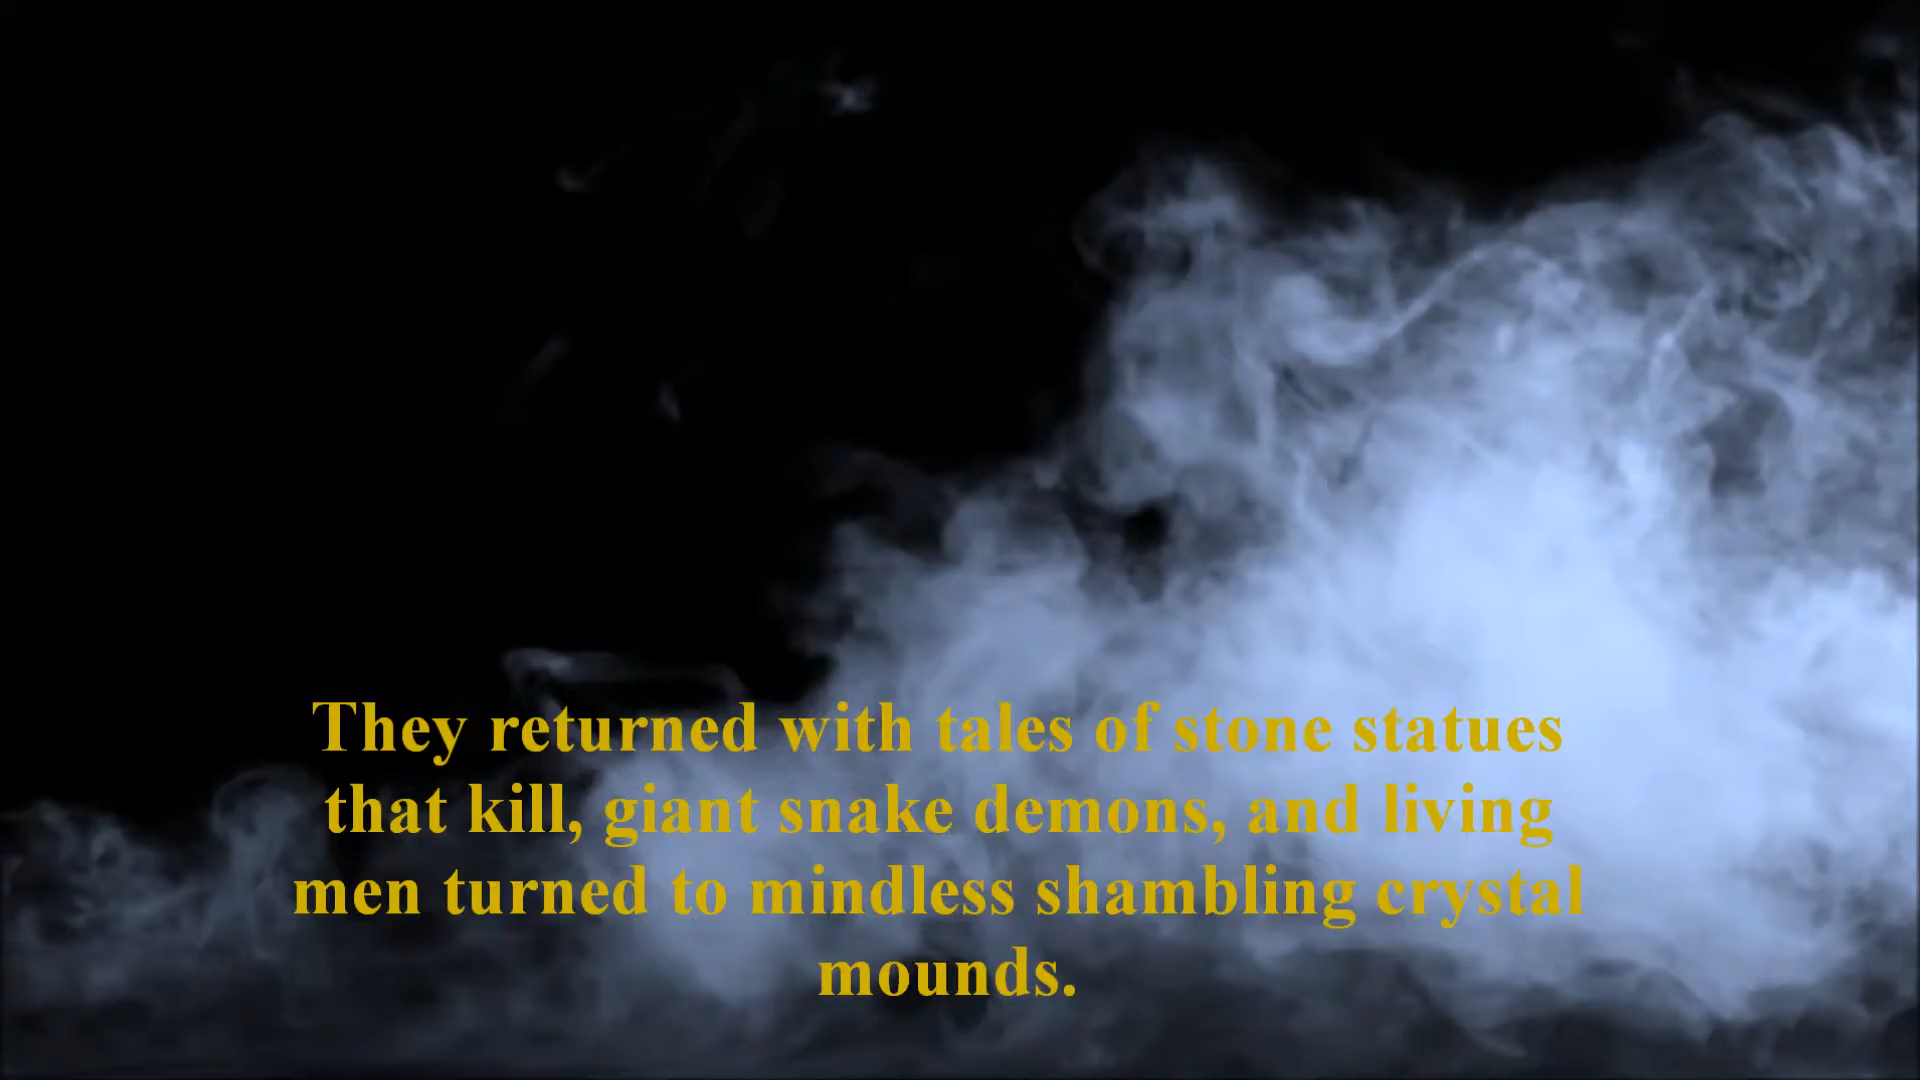 They returned with tales of stone statues
that kill, giant snake demons, and living
men turned to mindless shambling crystal
mounds.